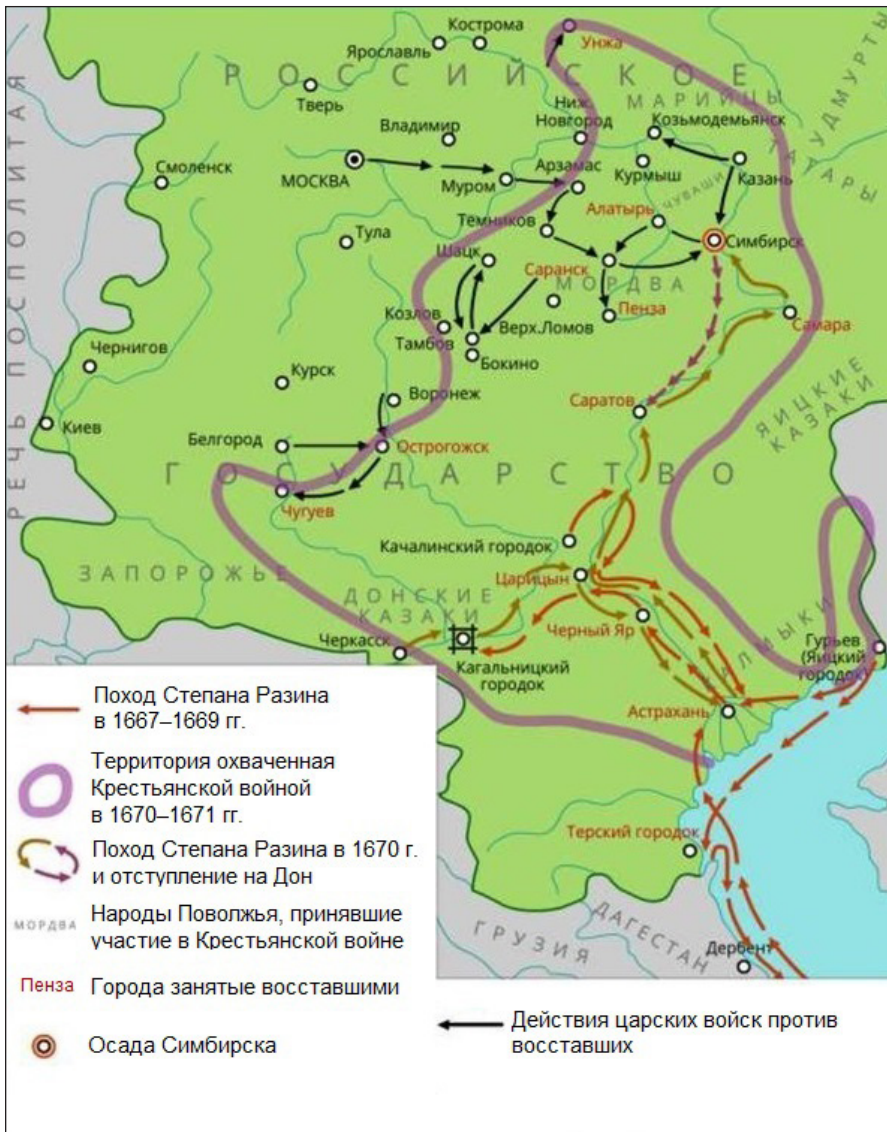 Кострома
Ярославль
Унжа
РОССИЙСКОЕ
Тверь
МАРИЙЦЫ
УДМУРТЫ
Ниж.
Новгород
Козьмодемьянск
Владимир
ТАТАРЫ
РЕЧЬ ПОСПОЛИТАЯ
Смоленск
МОСКВА
Муром
Арзамас
Курмыш
Казань
ЧУВАШИ
Темников
Алатырь
Тула
Симбирск
Шацк
Саранск
МОРДВА
Козлов
Тамбов
Верх.Ломов
Пенза
Самара
Бокино
Чернигов
Курск
Воронеж
Саратов
ЯИЦКИЕ
КАЗАКИ
Киев
Белгород
Острогожск
ГОСУДАРСТВО
Чугуев
Качалинский городок
ЗАПОРОЖЬЕ
Царицын
ДОНСКИЕ
КАЗАКИ
Черкасск
Черный Яр
КАЛМЫКИ
Гурьев
(Яицкий
городок)
Кагальницкий
городок
Астрахань
Терский городок
ГРУЗИЯ
ДАГЕСТАН
Дербент
Поход Степана Разина
в 1667–1669 гг.
Территория охваченная
Крестьянской войной
в 1670–1671 гг.
Поход Степана Разина в 1670 г.
и отступление на Дон
МОРДВА
Народы Поволжья, принявшие
участие в Крестьянской войне
Пенза
Города занятые восставшими
Осада Симбирска
Действия царских войск против
восставших